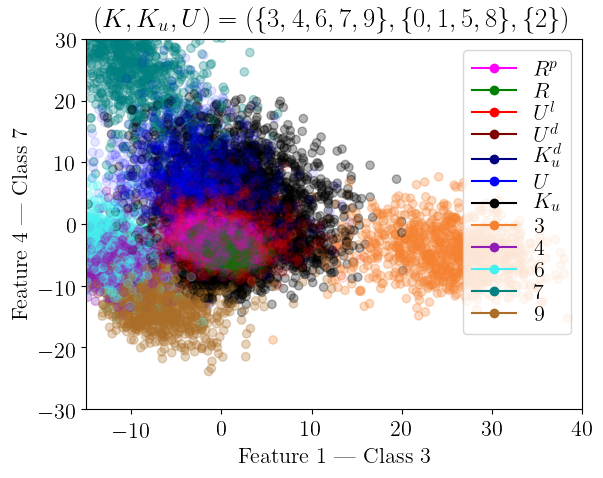 (K, K_u, U) = ({3, 4, 6, 7, 9}, {0, 1, 5, 8}, {2})
30
20
10
0
−10
−20
−30
Feature 4 — Class 7
−10
0
10
20
30
40
Feature 1 — Class 3
R^p
R
U^l
U^d
K_u^d
U
K_u
3
4
6
7
9